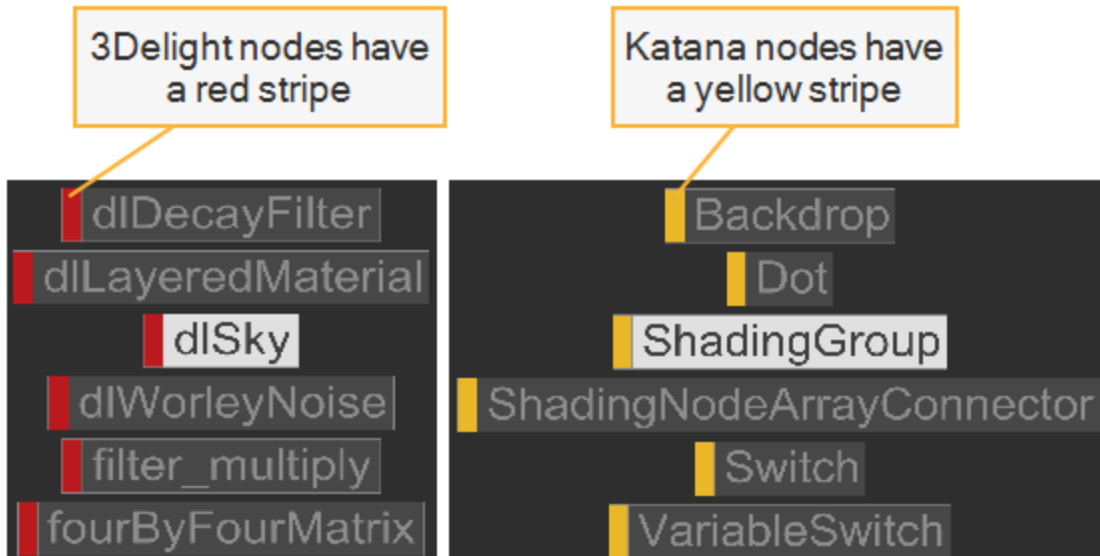 3Delight nodes have
a red stripe
Katana nodes have
a yellow stripe
dlDecayFilter
dlLayeredMaterial
dlSky
dlWorleyNoise
filter_multiply
fourByFourMatrix
Backdrop
Dot
ShadingGroup
ShadingNodeArrayConnector
Switch
VariableSwitch